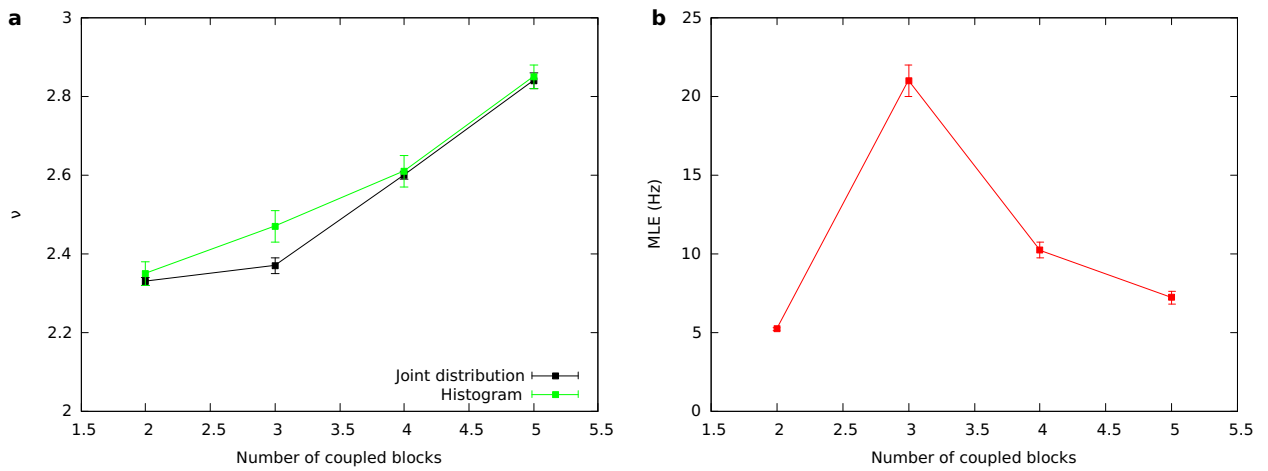 a
3
2.8
2.6
2.4
2.2
2
ν
Joint distribution
Histogram
1.5 2 2.5 3 3.5 4 4.5 5 5.5
Number of coupled blocks
b
25
20
15
10
5
0
MLE (Hz)
1.5 2 2.5 3 3.5 4 4.5 5 5.5
Number of coupled blocks